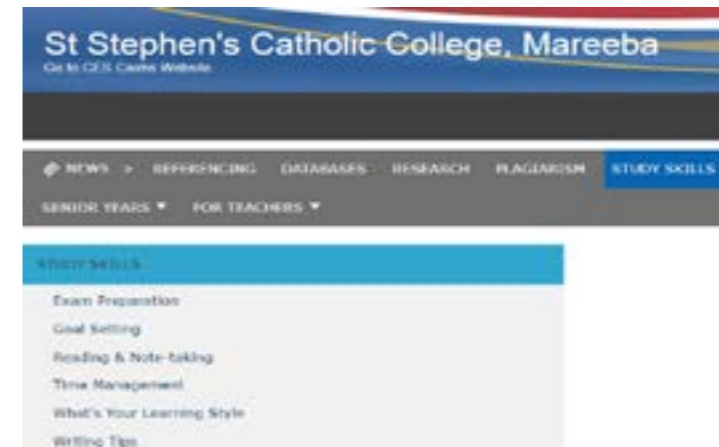 St Stephen's Catholic College, Mareeba
Go to CES Cairns Website
NEWS > REFERENCING DATABASES RESEARCH PLAGIARISM STUDY SKILLS
SENIOR YEARS FOR TEACHERS
STUDY SKILLS
Exam Preparation
Goal Setting
Reading & Note-taking
Time Management
What's Your Learning Style
Writing Tips